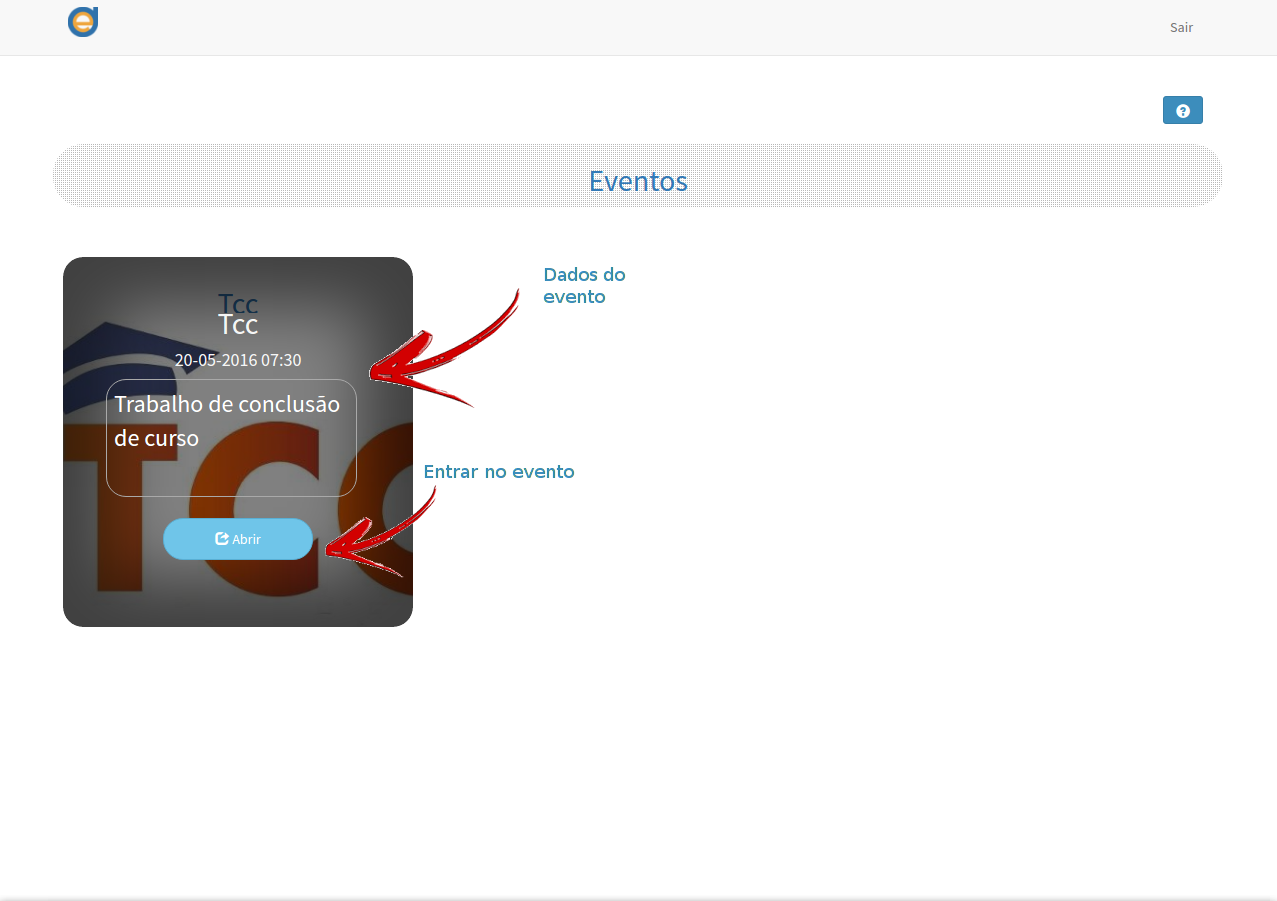 Sair
Eventos
Tcc
Tcc
20-05-2016 07:30
Trabalho de conclusão
de curso
Abrir
TCC
Dados do
evento
Entrar no evento